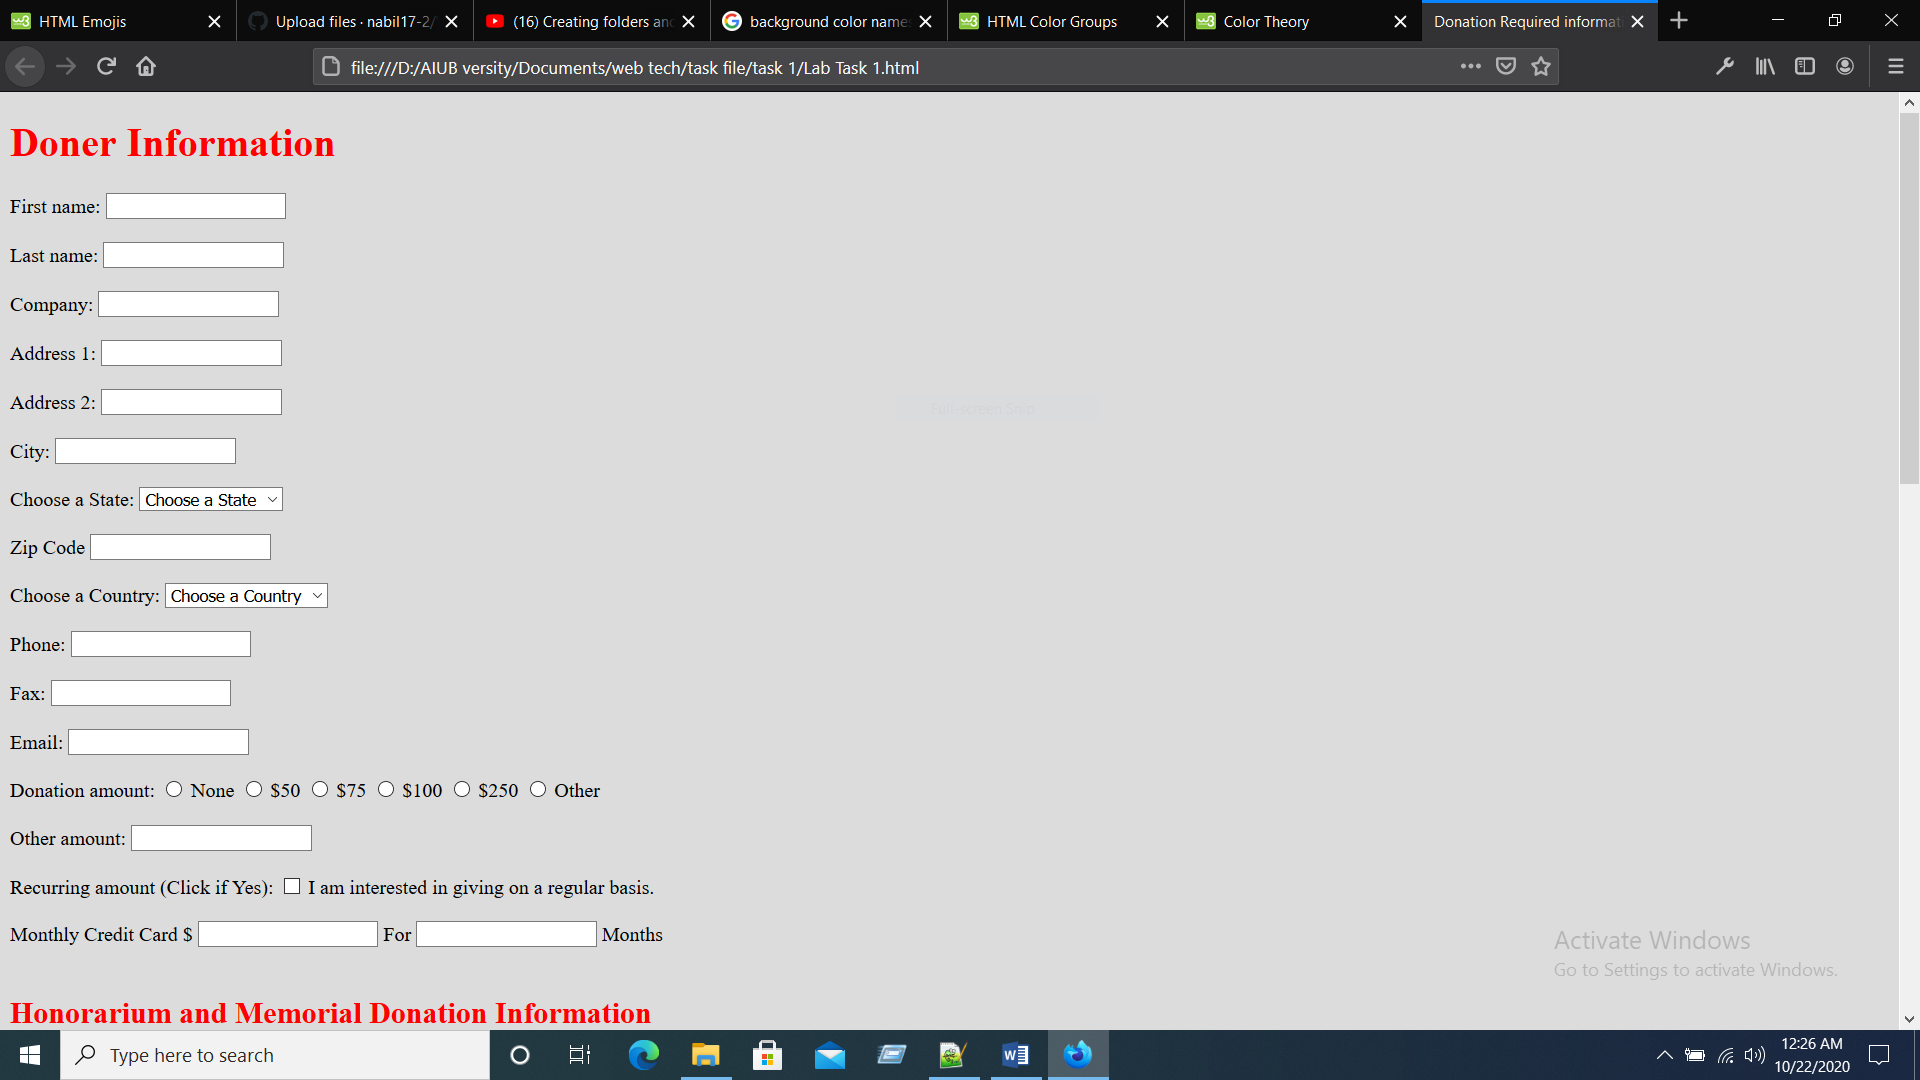 HTML Emojis
Upload files · nabil17-2/
(16) Creating folders an
background color name
HTML Color Groups
Color Theory
Donation Required informat
file:///D:/AIUB versity/Documents/web tech/task file/task 1/Lab Task 1.html
Doner Information
First name:
Last name:
Company:
Address 1:
Address 2:
Full-screen Snip
City:
Choose a State: Choose a State
Zip Code
Choose a Country: Choose a Country
Phone:
Fax:
Email:
Donation amount: None $50 $75 $100 $250 Other
Other amount:
Recurring amount (Click if Yes): I am interested in giving on a regular basis.
Monthly Credit Card $ For Months
Activate Windows
Go to Settings to activate Windows.
Honorarium and Memorial Donation Information
Type here to search
12:26 AM
10/22/2020